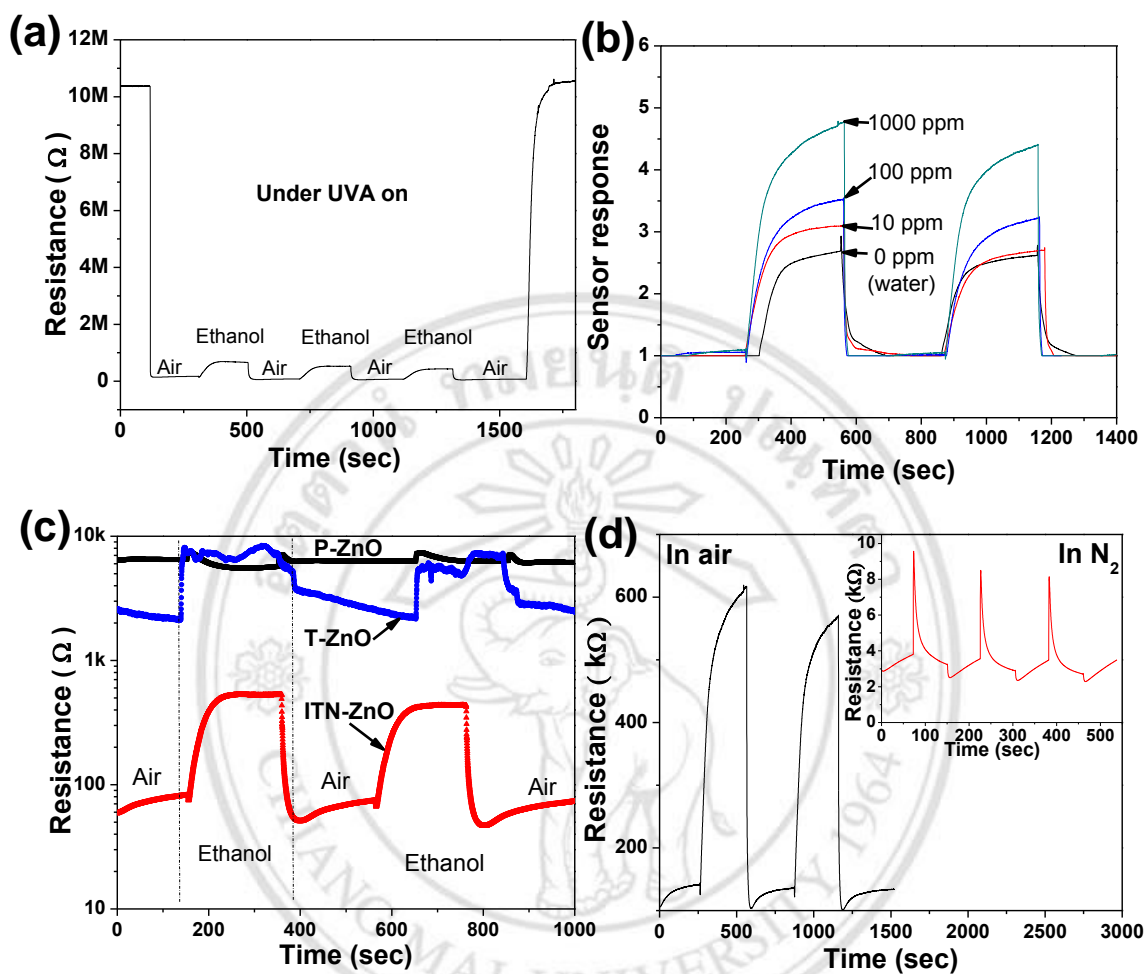 (a)
12M
10M
8M
6M
4M
2M
0
Resistance ( Ω )
Under UVA on
Ethanol Ethanol Ethanol
Air Air Air Air
0 500 1000 1500
Time (sec)
(b)
6
5
4
3
2
1
0
Sensor response
1000 ppm
100 ppm
10 ppm
0 ppm
(water)
0 200 400 600 800 1000 1200 1400
Time (sec)
(c)
10k
1k
100
10
Resistance ( Ω )
P-ZnO
T-ZnO
ITN-ZnO
Air Air Air
Ethanol Ethanol
0 200 400 600 800 1000
Time (sec)
(d)
In air
600
400
200
Resistance ( kΩ )
0 500 1000 1500 2000 2500 3000
Time (sec)
In N2
10
8
6
4
2
0
Resistance (kΩ)
0 100 200 300 400 500
Time (sec)
CHIANG MAI UNIVERSITY 1964